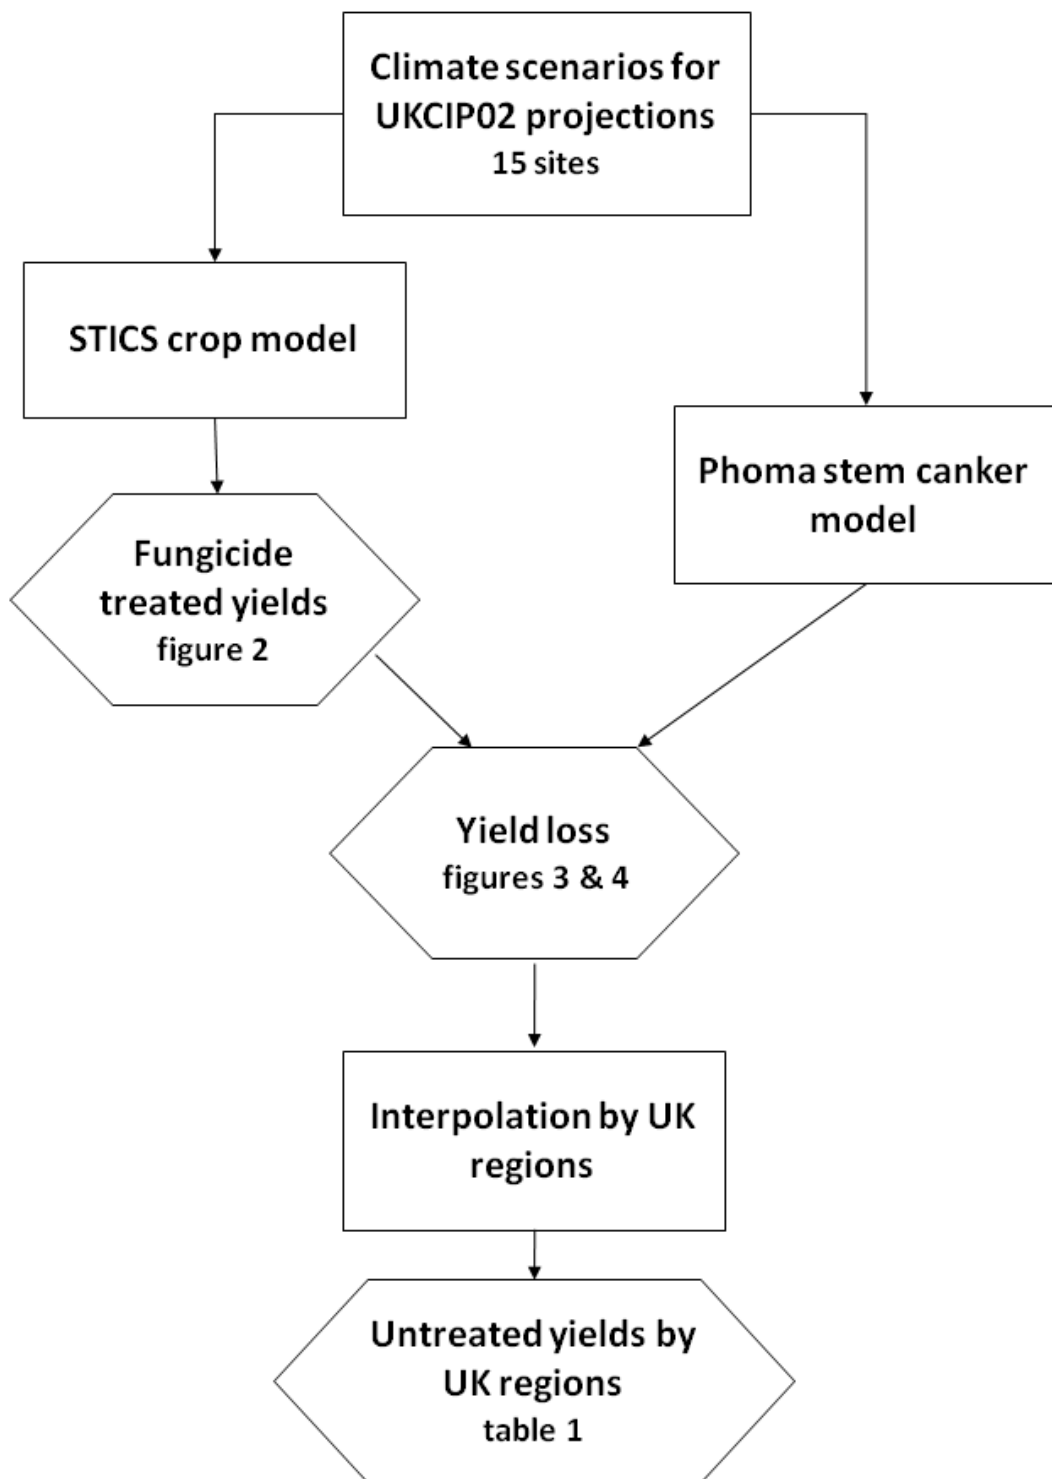 Climate scenarios for
UKCIP02 projections
15 sites
STICS crop model
Phoma stem canker
model
Fungicide
treated yields
figure 2
Yield loss
figures 3 & 4
Interpolation by UK
regions
Untreated yields by
UK regions
table 1